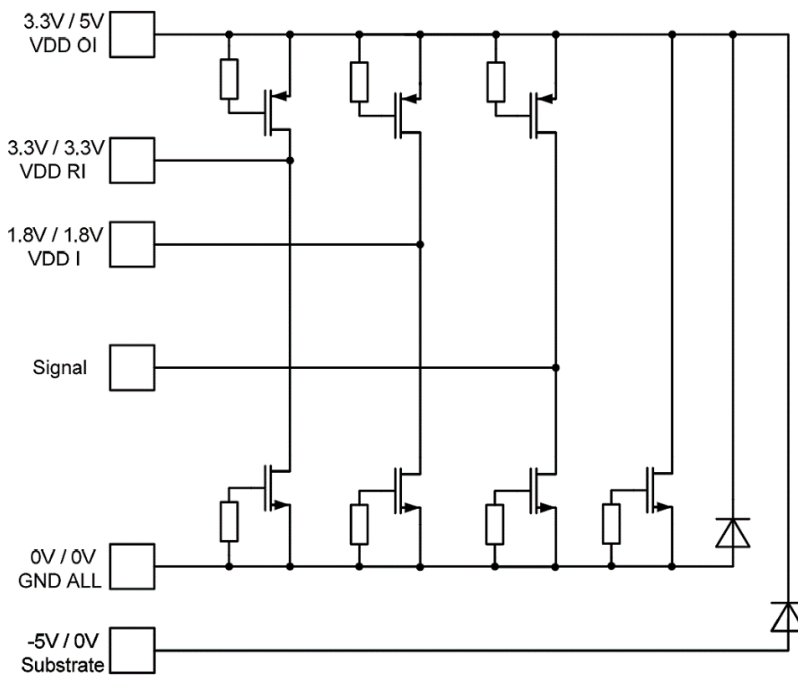 3.3V / 5V
VDD OI
3.3V / 3.3V
VDD RI
1.8V / 1.8V
VDD I
Signal
0V / 0V
GND ALL
-5V / 0V
Substrate